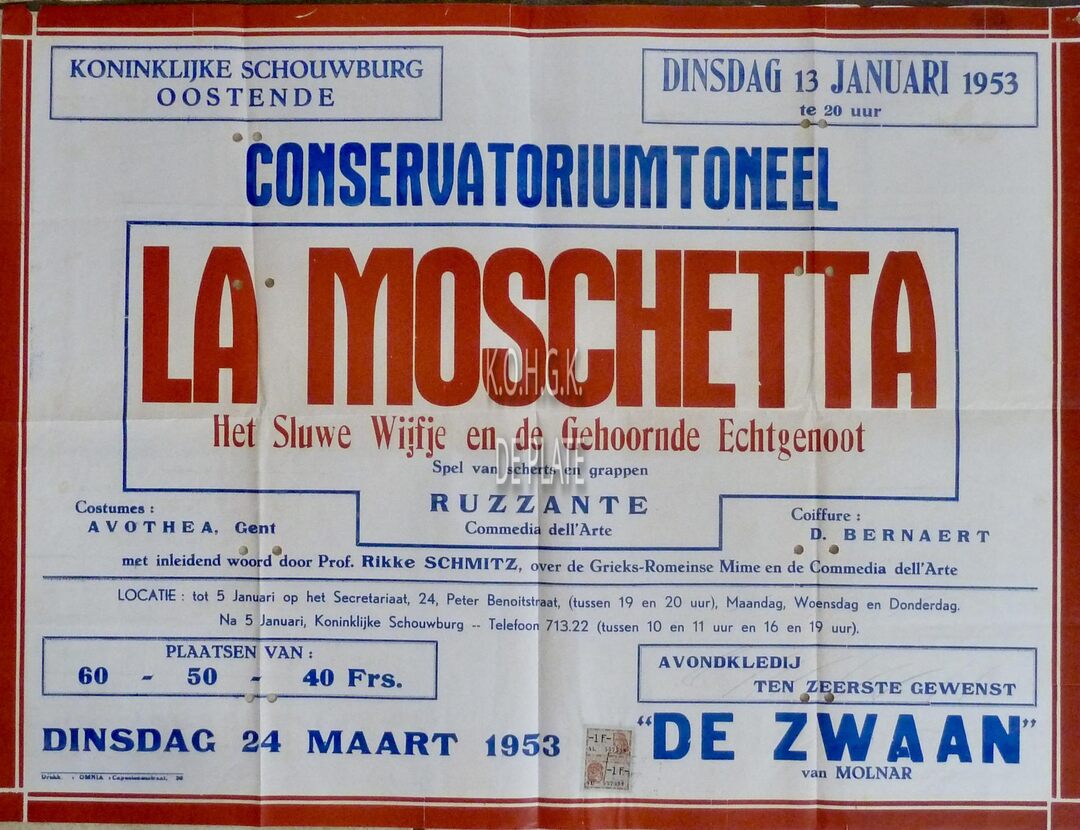 KONINKLIJKE SCHOUWBURG
OOSTENDE
DINSDAG 13 JANUARI 1953
te 20 uur
CONSERVATORIUMTONEEL
LA MOSCHETTA
K.O.H.G.K.
Het Sluwe Wijfje en de Gehoornde Echtgenoot
DE PLATE
Spel van scherts en grappen
RUZZANTE
Commedia dell'Arte
Costumes :
AVOTHEA, Gent
Coiffure :
D. BERNAERT
met inleidend woord door Prof. Rikke SCHMITZ, over de Grieks-Romeinse Mime en de Commedia dell'Arte
LOCATIE : tot 5 Januari op het Secretariaat, 24, Peter Benoitstraat, (tussen 19 en 20 uur), Maandag, Woensdag en Donderdag.
Na 5 Januari, Koninklijke Schouwburg -- Telefoon 713.22 (tussen 10 en 11 uur en 16 en 19 uur).
PLAATSEN VAN :
60 - 50 - 40 Frs.
AVONDKLEDIJ
TEN ZEERSTE GEWENST
DINSDAG 24 MAART 1953
"DE ZWAAN"
van MOLNAR
-1 F-
-1 F-
Drukk. : OMNIA